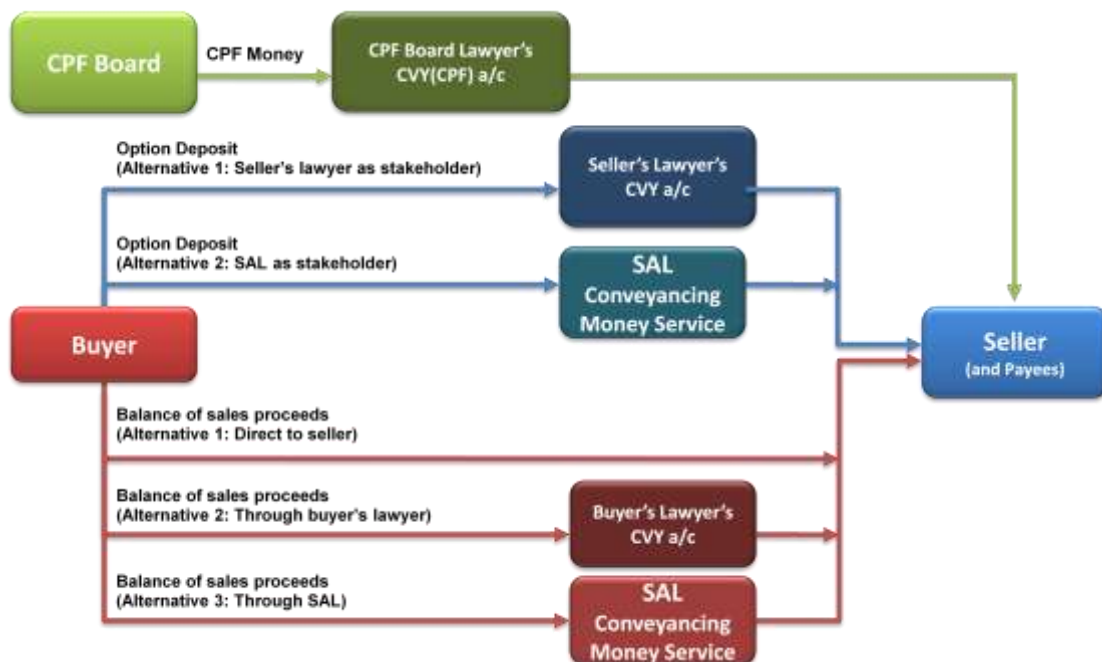 CPF Board
CPF Money
CPF Board Lawyer's
CVY(CPF) a/c
Option Deposit
(Alternative 1: Seller's lawyer as stakeholder)
Seller's Lawyer's
CVY a/c
Option Deposit
(Alternative 2: SAL as stakeholder)
SAL
Conveyancing
Money Service
Buyer
Seller
(and Payees)
Balance of sales proceeds
(Alternative 1: Direct to seller)
Balance of sales proceeds
(Alternative 2: Through buyer's lawyer)
Buyer's Lawyer's
CVY a/c
Balance of sales proceeds
(Alternative 3: Through SAL)
SAL
Conveyancing
Money Service